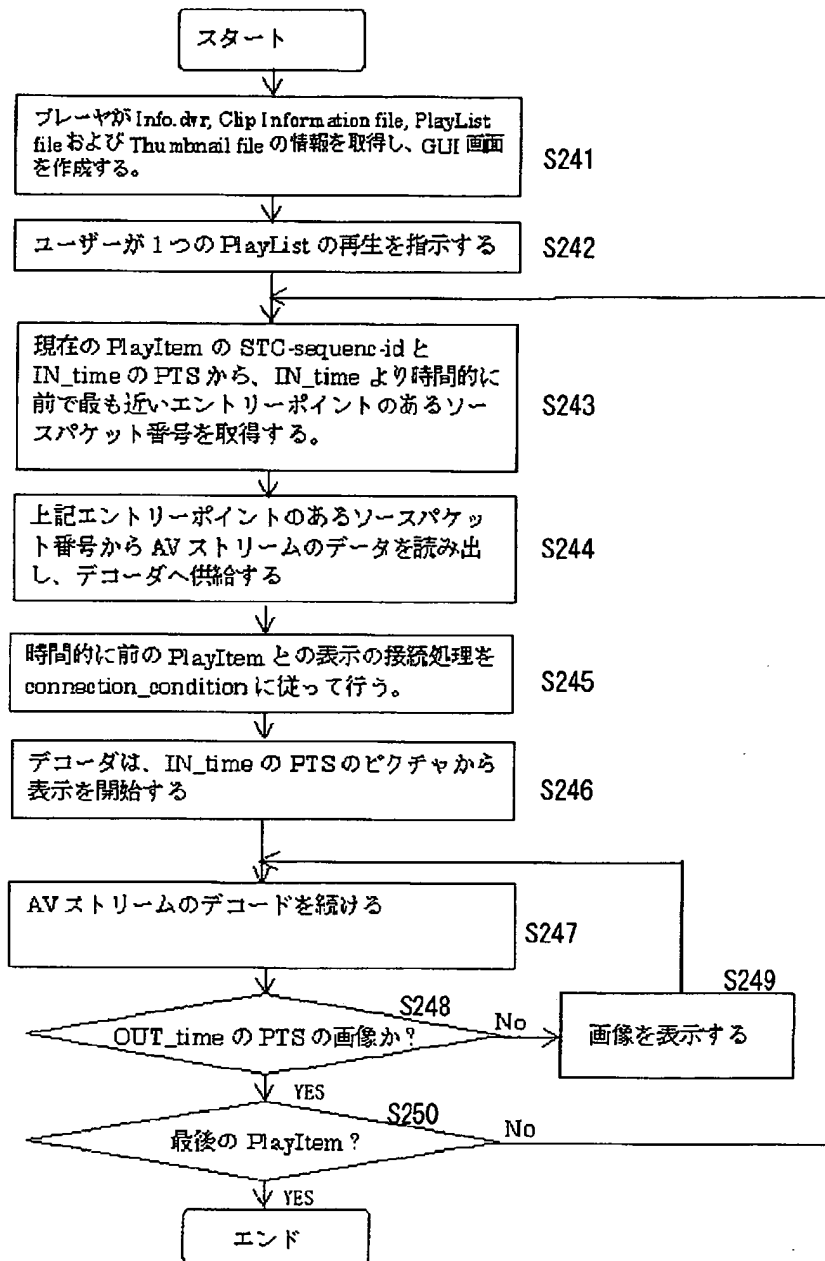 スタート
プレーヤがInfo.dvr, Clip Information file, PlayList
file および Thumbnail file の情報を取得し、GUI 画面
を作成する。
S241
ユーザーが 1 つの PlayList の再生を指示する
S242
現在の PlayItem の STC-sequenc-id と
IN_time の PTS から、IN_time より時間的に
前で最も近いエントリーポイントのあるソー
スパケット番号を取得する。
S243
上記エントリーポイントのあるソースパケッ
ト番号から AV ストリームのデータを読み出
し、デコーダへ供給する
S244
時間的に前の PlayItem との表示の接続処理を
connection_condition に従って行う。
S245
デコーダは、IN_time の PTS のピクチャから
表示を開始する
S246
AV ストリームのデコードを続ける
S247
S248
OUT_time の PTS の画像か?
No
S249
画像を表示する
YES
S250
最後の PlayItem ?
No
YES
エンド